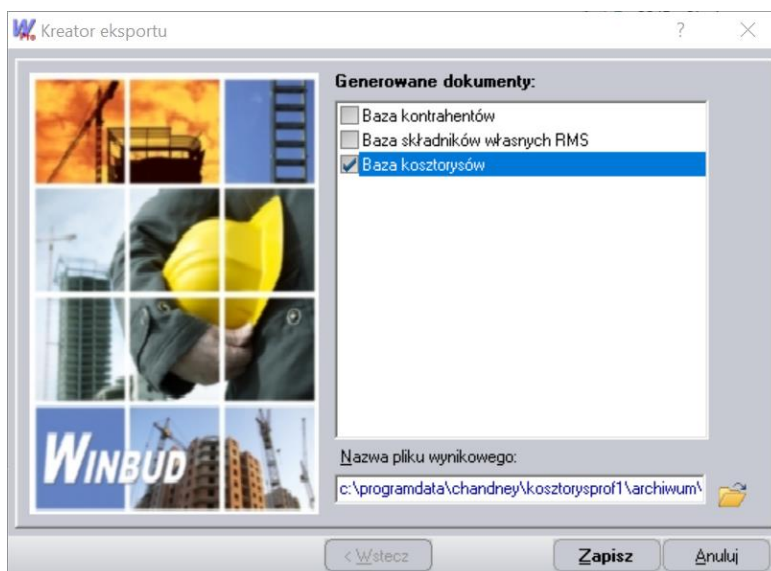 Kreator eksportu
Generowane dokumenty:
Baza kontrahentów
Baza składników własnych RMS
Baza kosztorysów
WINBUD
Nazwa pliku wynikowego:
c:\programdata\chandney\kosztorysprof1\archiwum\
< Wstecz
Zapisz
Anuluj